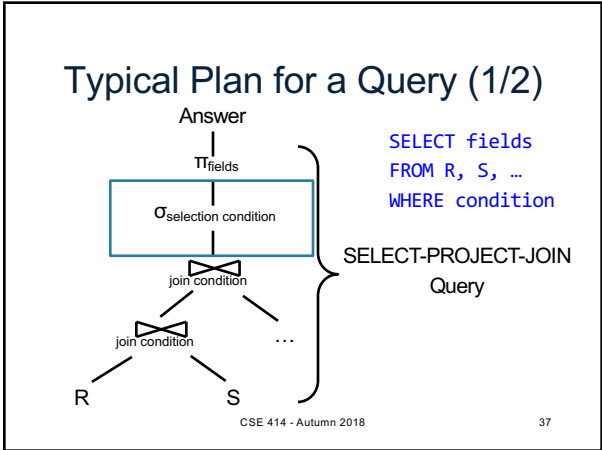 Typical Plan for a Query (1/2)
Answer
πfields
σselection condition
join condition
join condition
…
R
S
SELECT fields
FROM R, S, …
WHERE condition
SELECT-PROJECT-JOIN
Query
CSE 414 - Autumn 2018
37